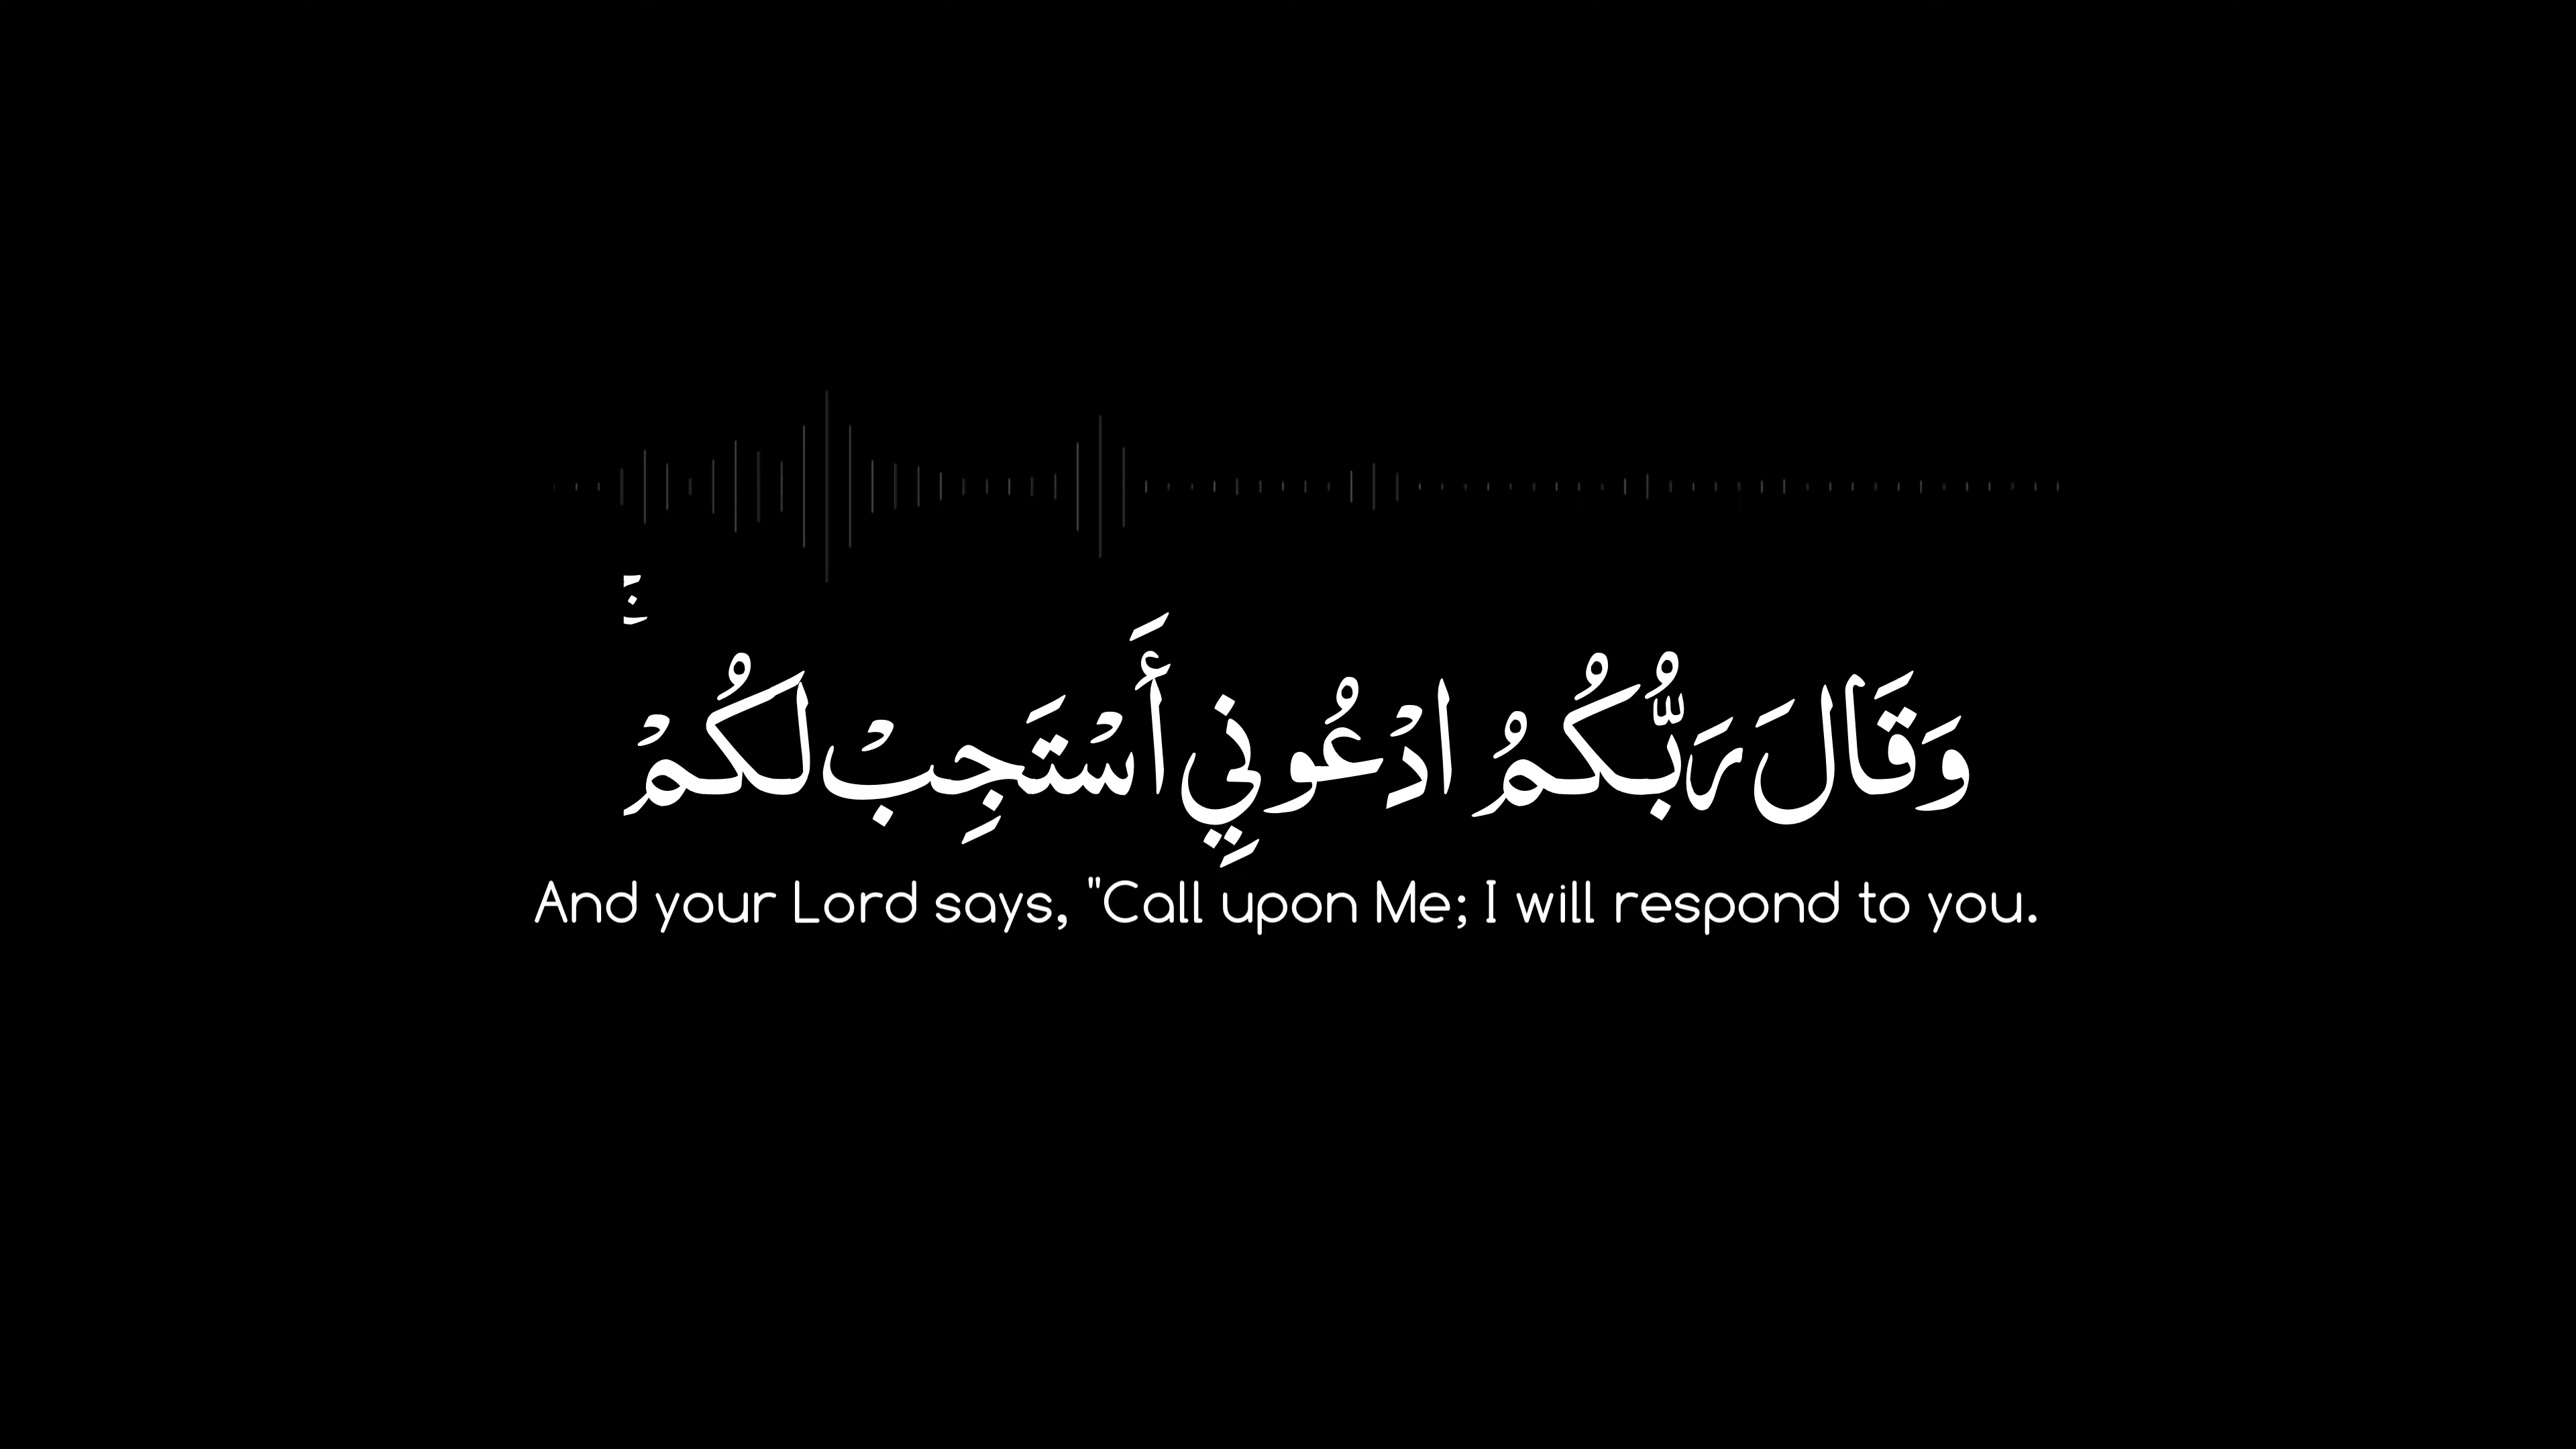 وَقَالَ رَبُّكُمُ ادْعُونِي أَسْتَجِبْ لَكُمْ ۚ
And your Lord says, "Call upon Me; I will respond to you.